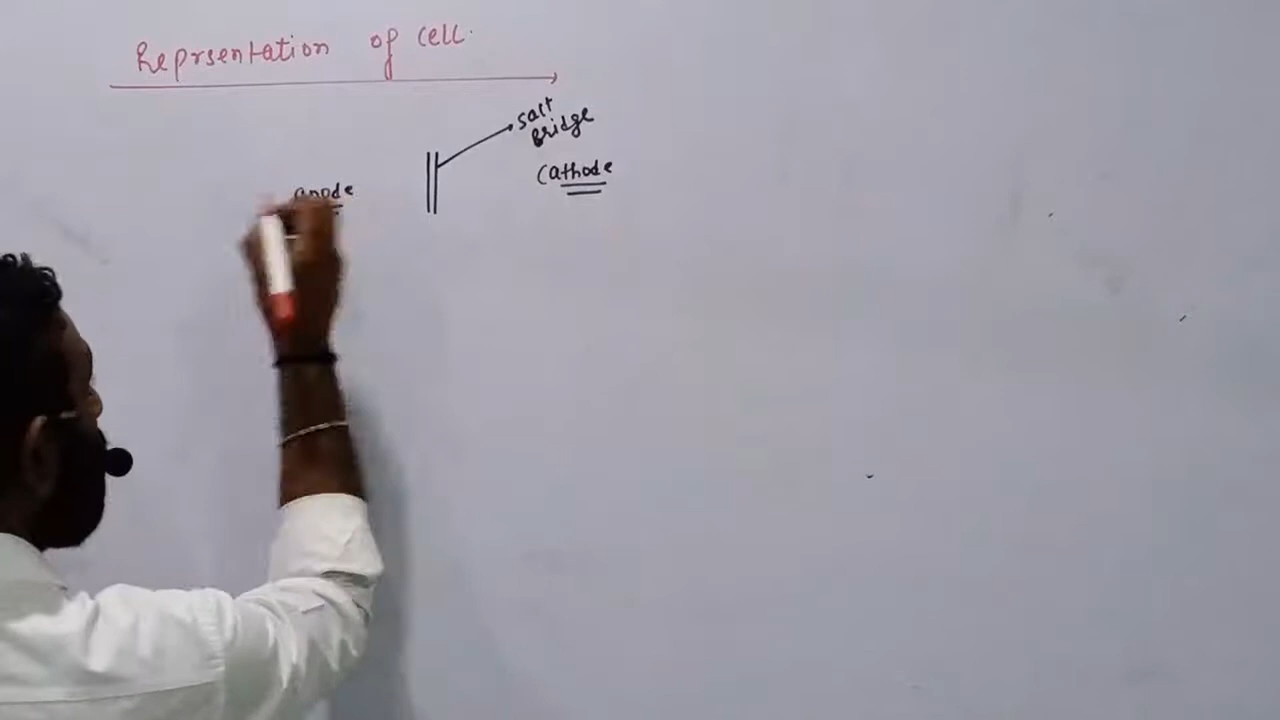 Reprsentation of cell.
salt
Bridge
anode
Cathode